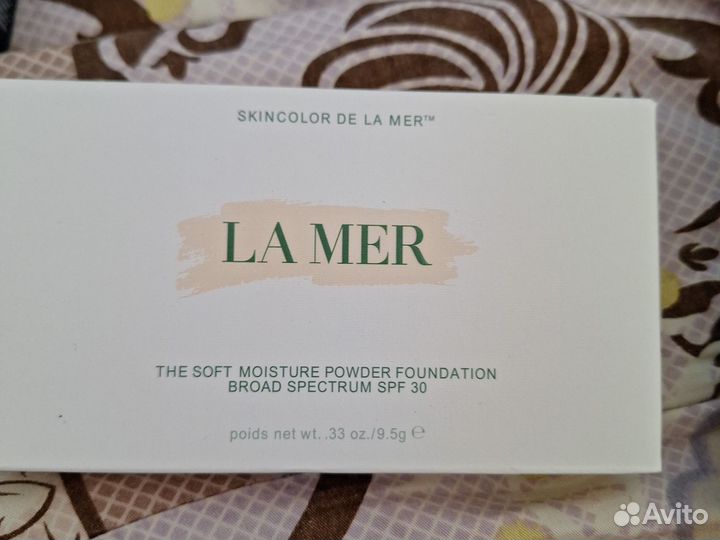 SKINCOLOR DE LA MER™
LA MER
THE SOFT MOISTURE POWDER FOUNDATION
BROAD SPECTRUM SPF 30
poids net wt. .33 oz./9.5g ℮
Avito